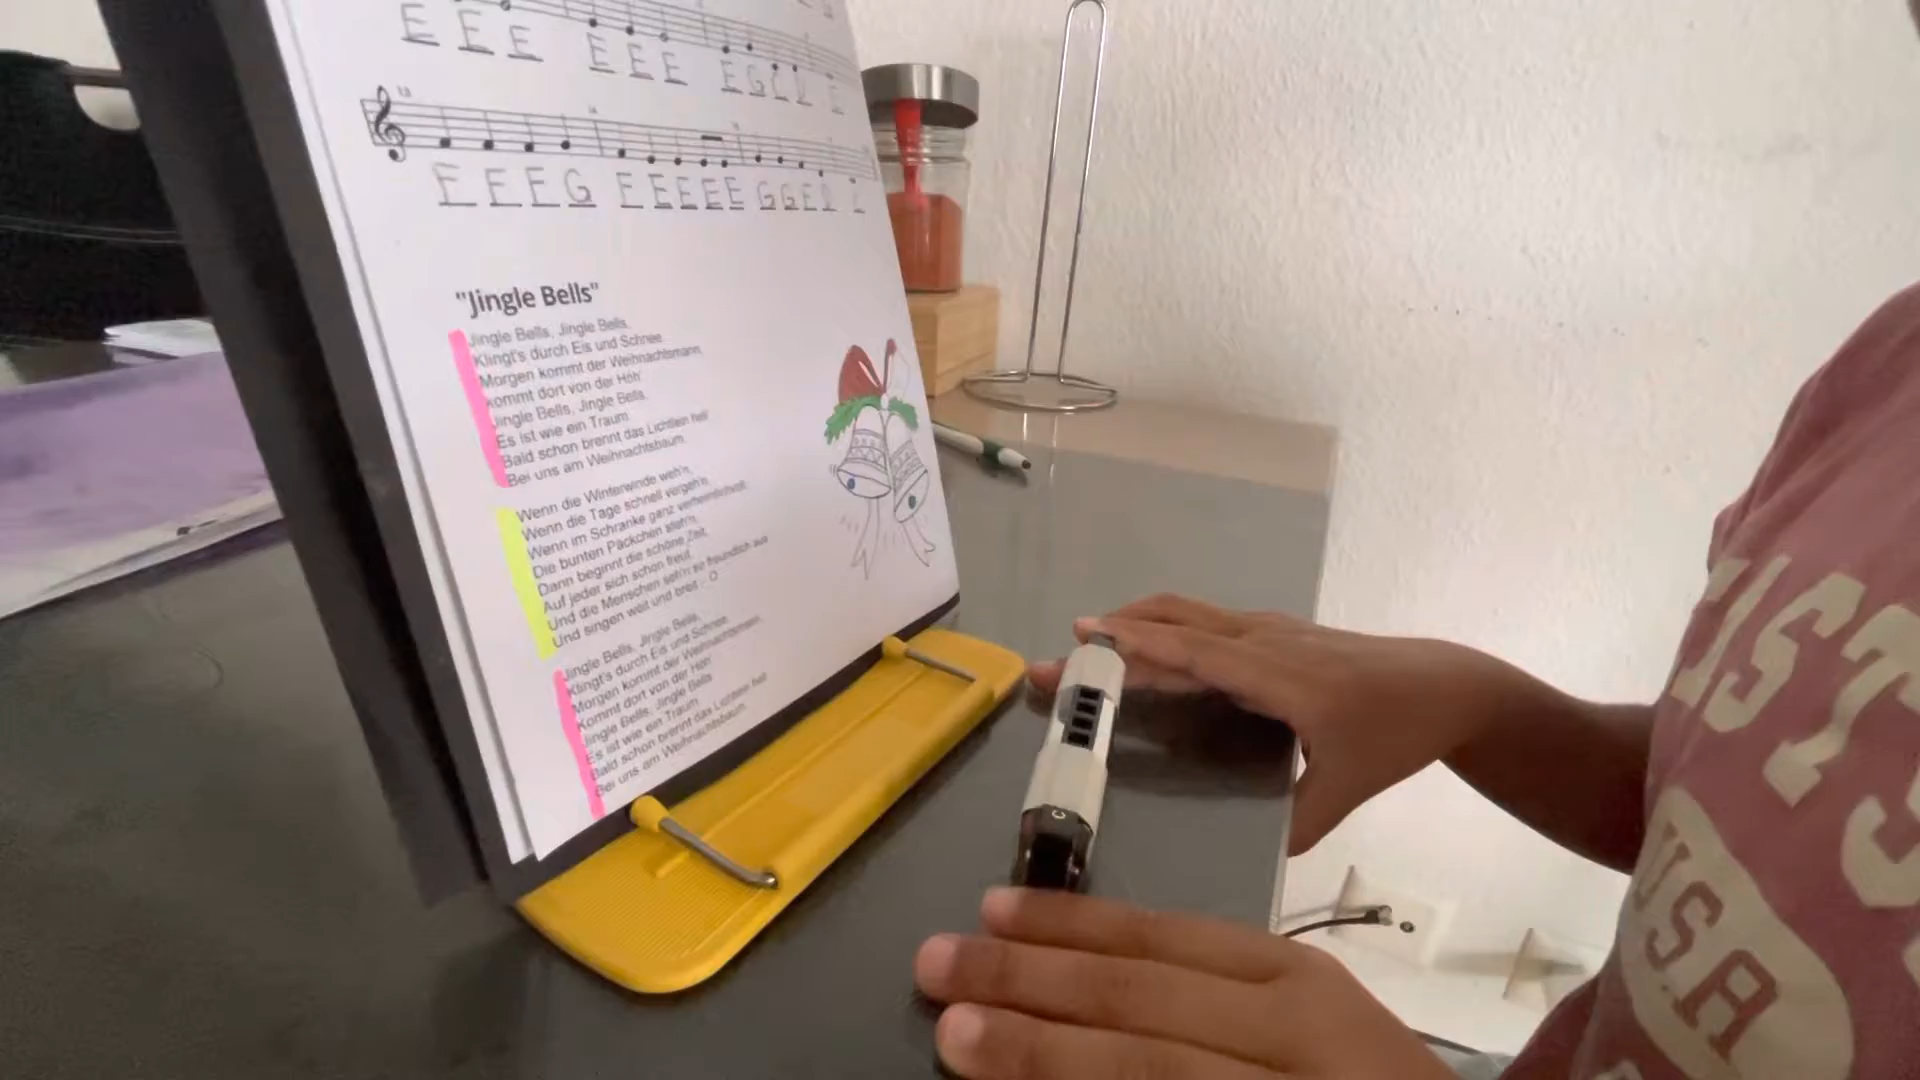 E E E E E E E G C D E
E E E G E E E E E G G E D C
"Jingle Bells"
Jingle Bells, Jingle Bells,
Klingt's durch Eis und Schnee.
Morgen kommt der Weihnachtsmann,
Kommt dort von der Höh'.
Jingle Bells, Jingle Bells,
Es ist wie ein Traum.
Bald schon brennt das Lichtlein hell
Bei uns am Weihnachtsbaum.
Wenn die Winterwinde weh'n,
Wenn die Tage schnell vergeh'n,
Wenn im Schranke ganz verheimlichtvoll
Die bunten Päckchen steh'n,
Dann beginnt die schöne Zeit,
Auf jeder sich schon freut,
Und die Menschen seh'n so freundlich aus
Und singen weit und breit : O
Jingle Bells, Jingle Bells,
Klingt's durch Eis und Schnee.
Morgen kommt der Weihnachtsmann,
Kommt dort von der Höh'
Jingle Bells, Jingle Bells
Es ist wie ein Traum.
Bald schon brennt das Lichtlein hell
Bei uns am Weihnachtsbaum.
C
USA